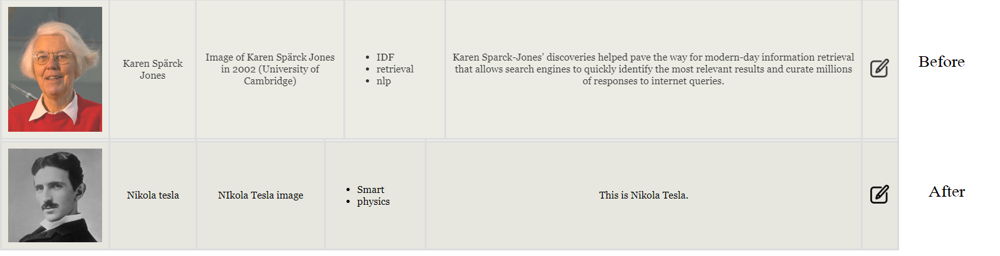 Karen Spärck
Jones
Image of Karen Spärck Jones
in 2002 (University of
Cambridge)
• IDF
• retrieval
• nlp
Karen Sparck-Jones’ discoveries helped pave the way for modern-day information retrieval
that allows search engines to quickly identify the most relevant results and curate millions
of responses to internet queries.
Before
Nikola tesla
NIkola Tesla image
• Smart
• physics
This is Nikola Tesla.
After